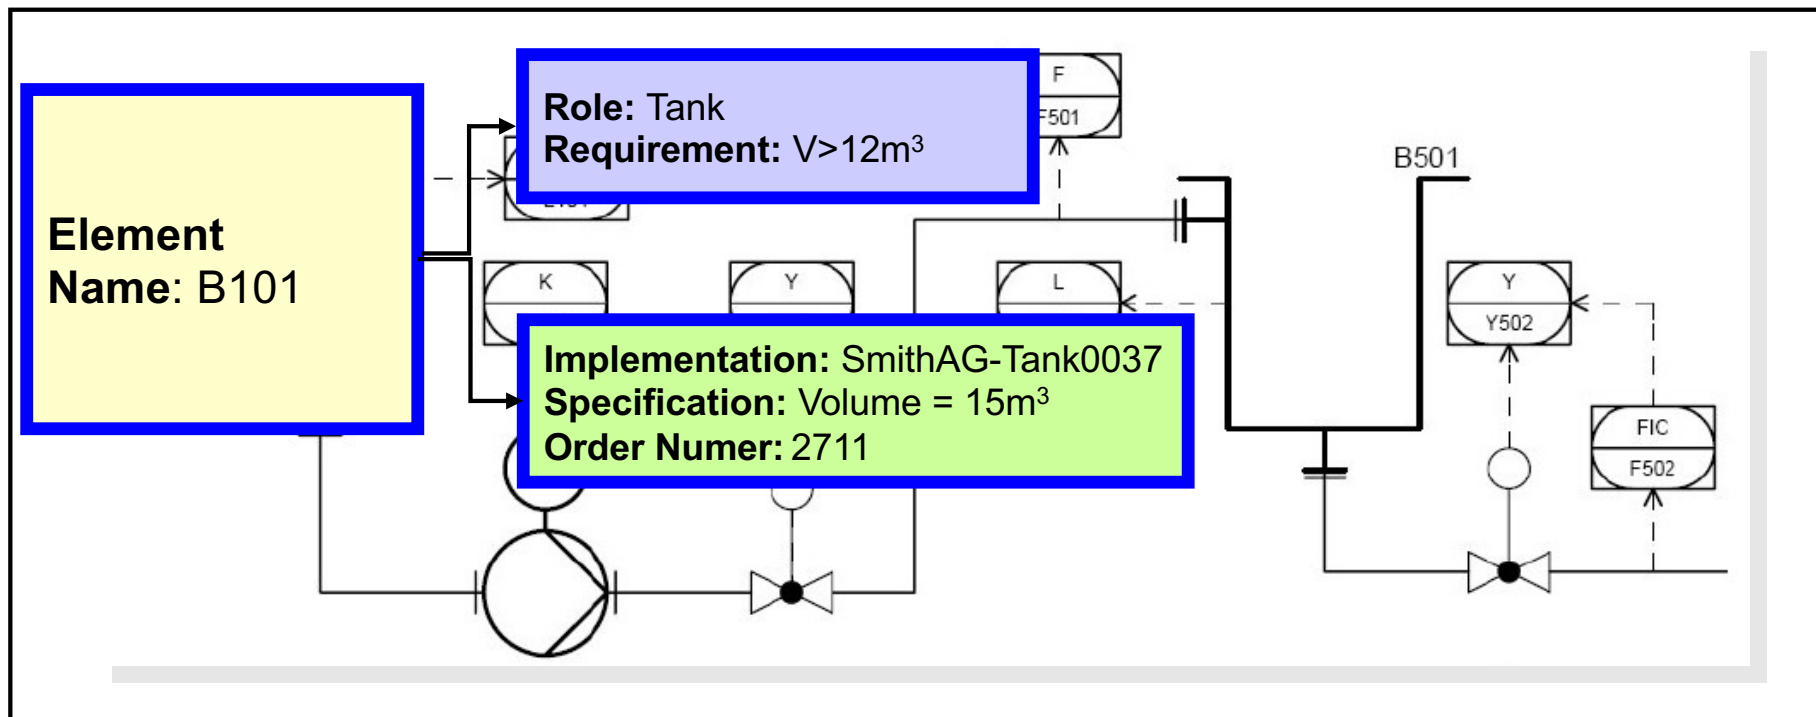 Element
Name: B101
Role: Tank
Requirement: V>12m³
F
F501
B501
K
Y
L
Implementation: SmithAG-Tank0037
Specification: Volume = 15m³
Order Numer: 2711
Y
Y502
FIC
F502